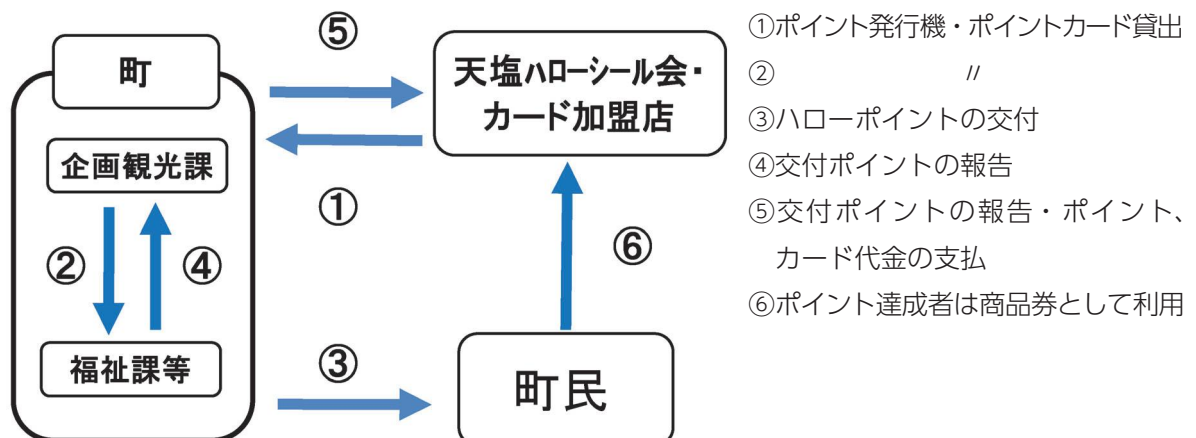 町
企画観光課
②
④
福祉課等
⑤
①
③
天塩ハローシール会・
カード加盟店
⑥
町民
①ポイント発行機・ポイントカード貸出
② 〃
③ハローポイントの交付
④交付ポイントの報告
⑤交付ポイントの報告・ポイント、
カード代金の支払
⑥ポイント達成者は商品券として利用